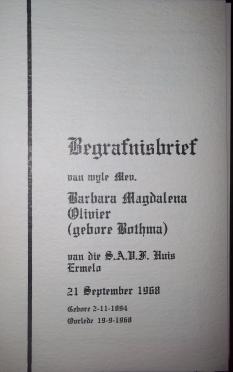 Begrafnisbrief
van wyle Mev.
Barbara Magdalena
Olivier
(gebore Bothma)
van die S.A.V.F. Huis
Ermelo
21 September 1968
Gebore 2-11-1894
Oorlede 19-9-1968